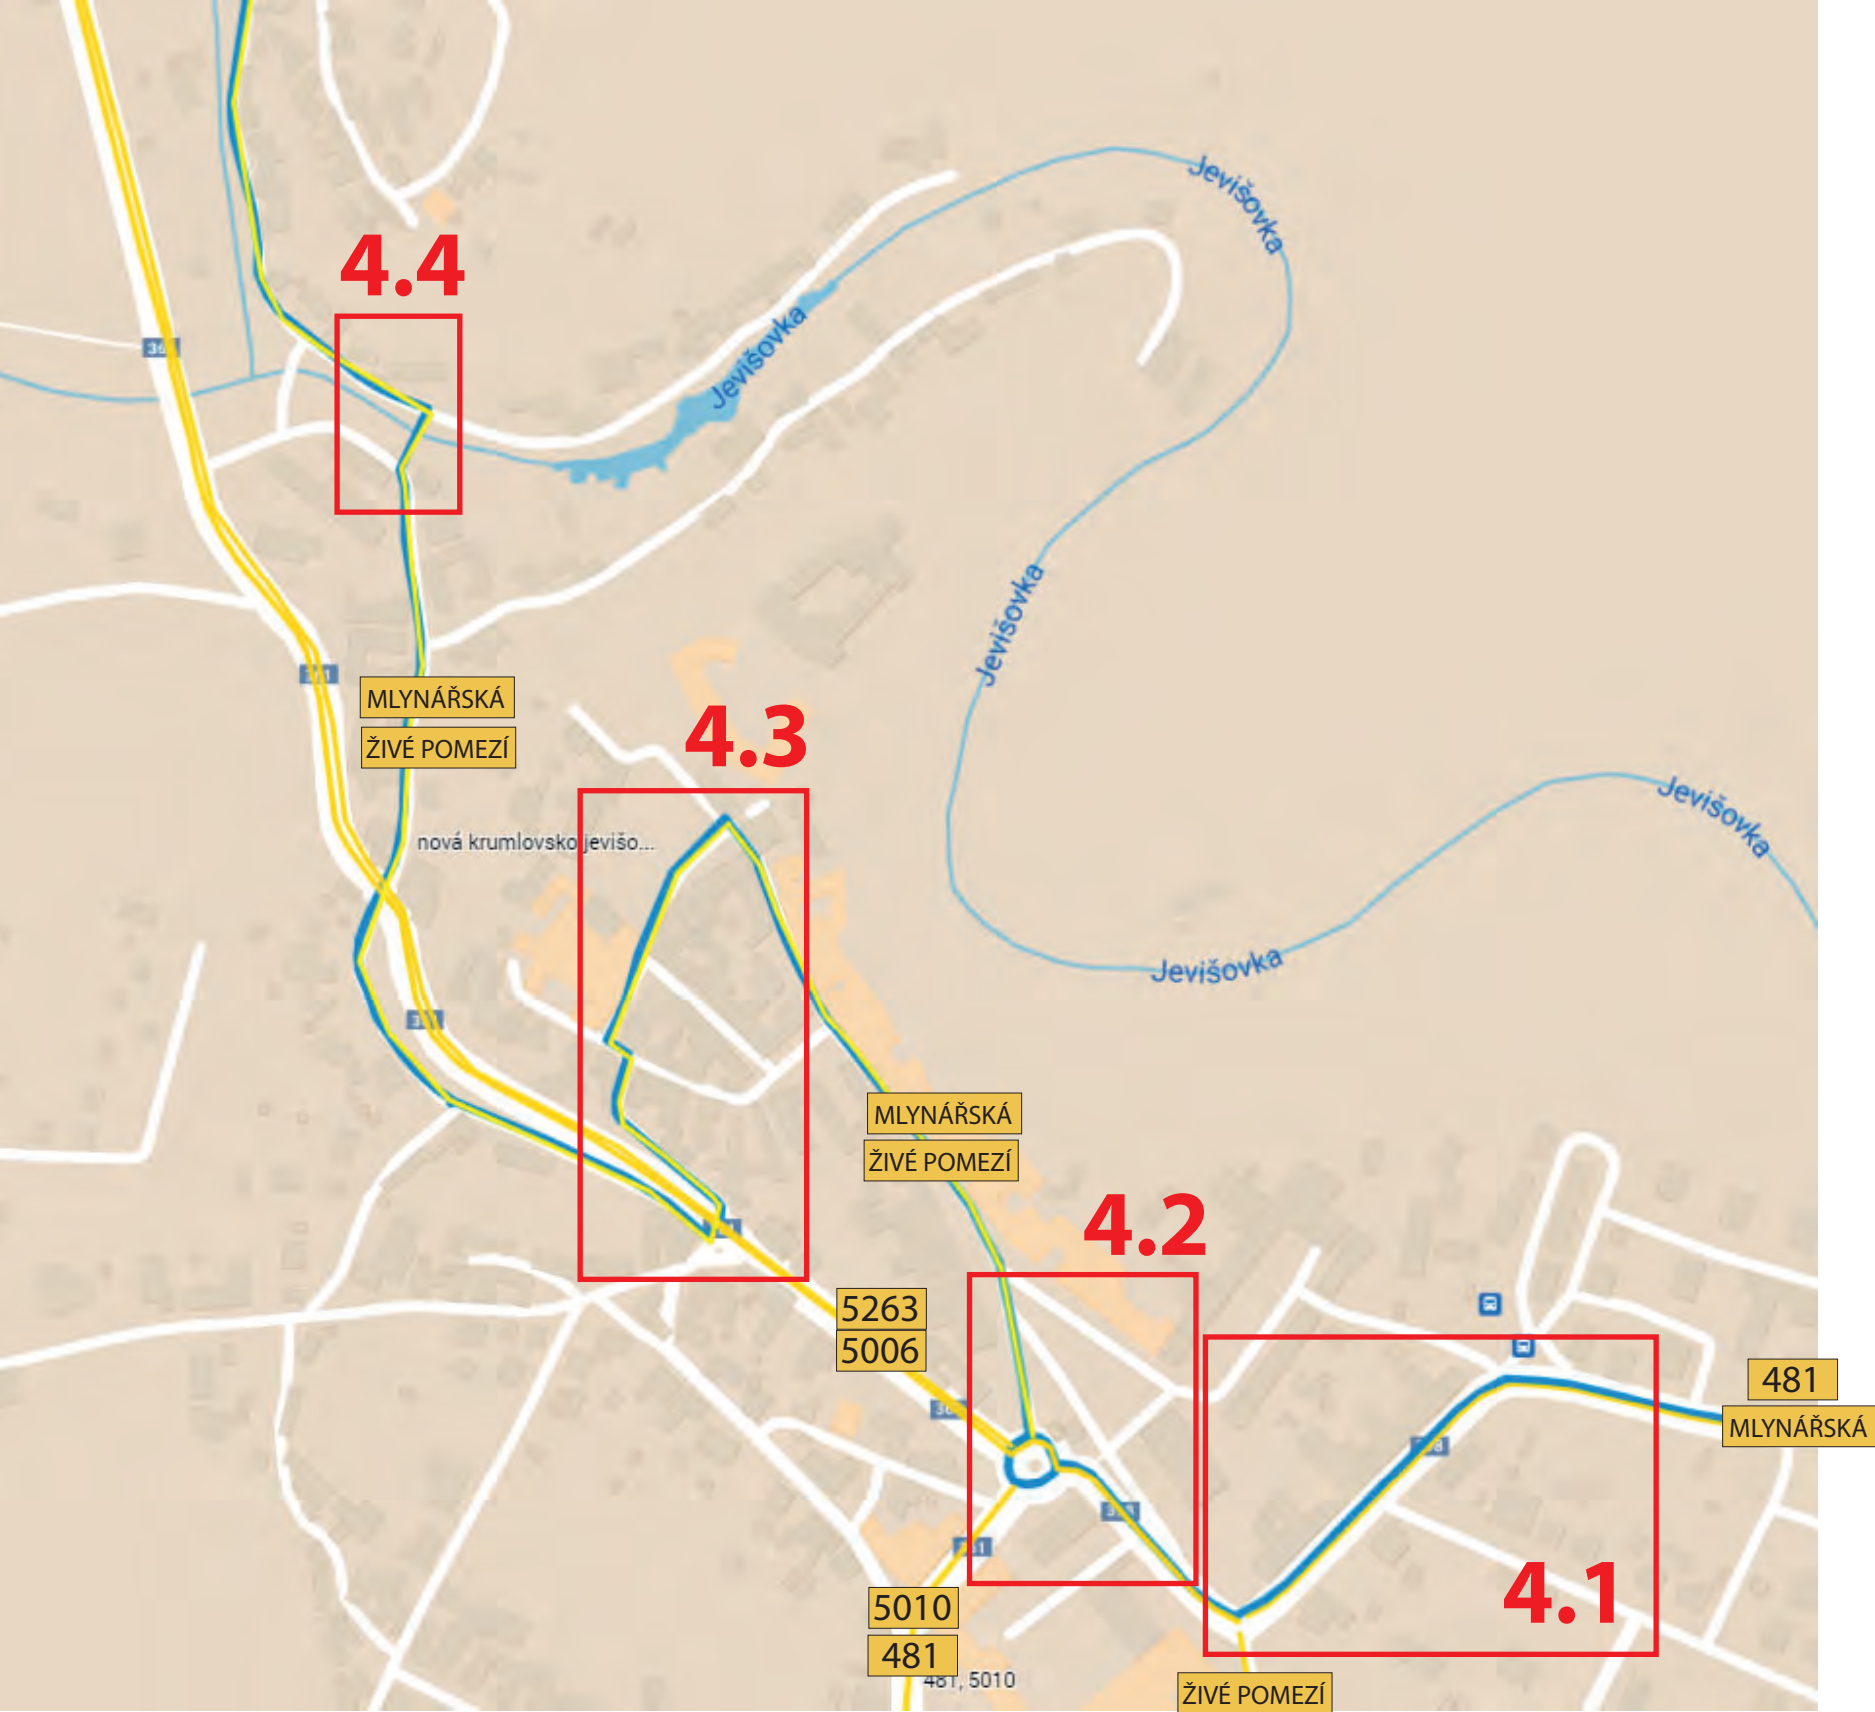 Jevišovka
4.4
Jevišovka
Jevišovka
MLYNÁŘSKÁ
ŽIVÉ POMEZÍ
4.3
nová krumlovsko jevišo...
Jevišovka
Jevišovka
MLYNÁŘSKÁ
ŽIVÉ POMEZÍ
4.2
5263
5006
481
MLYNÁŘSKÁ
4.1
5010
481
481, 5010
ŽIVÉ POMEZÍ